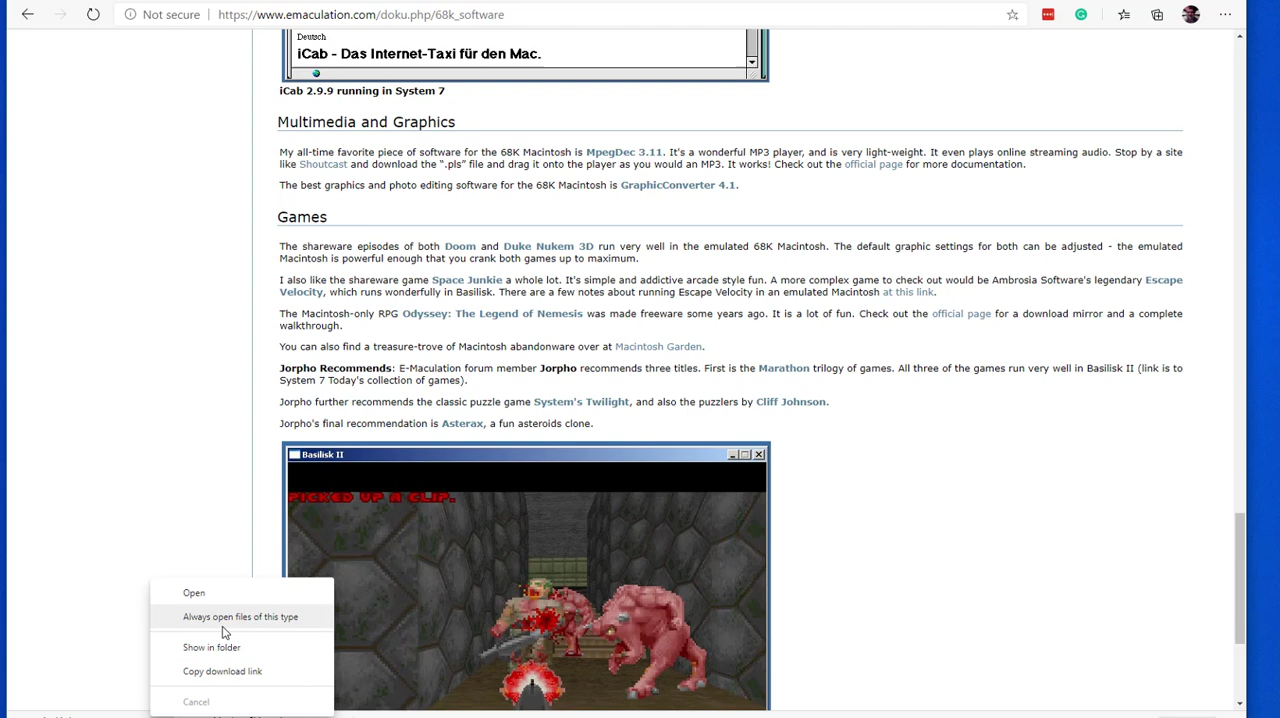 Not secure
https://www.emaculation.com/doku.php/68k_software
Deutsch
iCab - Das Internet-Taxi für den Mac.
iCab 2.9.9 running in System 7
Multimedia and Graphics
My all-time favorite piece of software for the 68K Macintosh is MpegDec 3.11. It's a wonderful MP3 player, and is very light-weight. It even plays online streaming audio. Stop by a site
like Shoutcast and download the “.pls” file and drag it onto the player as you would an MP3. It works! Check out the official page for more documentation.
The best graphics and photo editing software for the 68K Macintosh is GraphicConverter 4.1.
Games
The shareware episodes of both Doom and Duke Nukem 3D run very well in the emulated 68K Macintosh. The default graphic settings for both can be adjusted - the emulated
Macintosh is powerful enough that you crank both games up to maximum.
I also like the shareware game Space Junkie a whole lot. It's simple and addictive arcade style fun. A more complex game to check out would be Ambrosia Software's legendary Escape
Velocity, which runs wonderfully in Basilisk. There are a few notes about running Escape Velocity in an emulated Macintosh at this link.
The Macintosh-only RPG Odyssey: The Legend of Nemesis was made freeware some years ago. It is a lot of fun. Check out the official page for a download mirror and a complete
walkthrough.
You can also find a treasure-trove of Macintosh abandonware over at Macintosh Garden.
Jorpho Recommends: E-Maculation forum member Jorpho recommends three titles. First is the Marathon trilogy of games. All three of the games run very well in Basilisk II (link is to
System 7 Today's collection of games).
Jorpho further recommends the classic puzzle game System's Twilight, and also the puzzlers by Cliff Johnson.
Jorpho's final recommendation is Asterax, a fun asteroids clone.
Basilisk II
PICKED UP A CLIP.
Open
Always open files of this type
Show in folder
Copy download link
Cancel